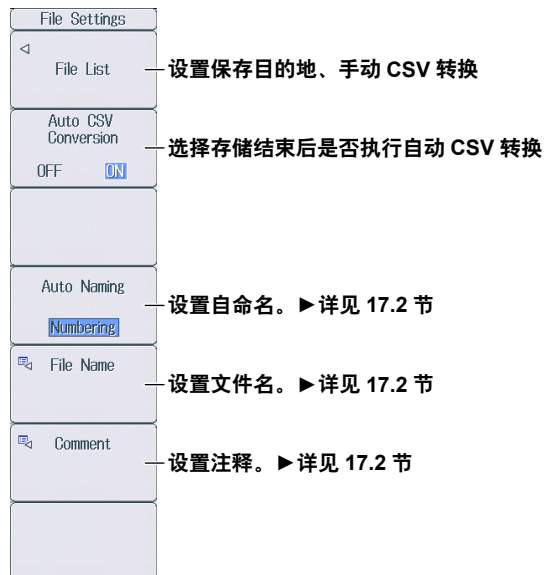 File Settings
File List
设置保存目的地、手动 CSV 转换
Auto CSV
Conversion
OFF ON
选择存储结束后是否执行自动 CSV 转换
Auto Naming
Numbering
设置自命名。►详见 17.2 节
File Name
设置文件名。►详见 17.2 节
Comment
设置注释。►详见 17.2 节